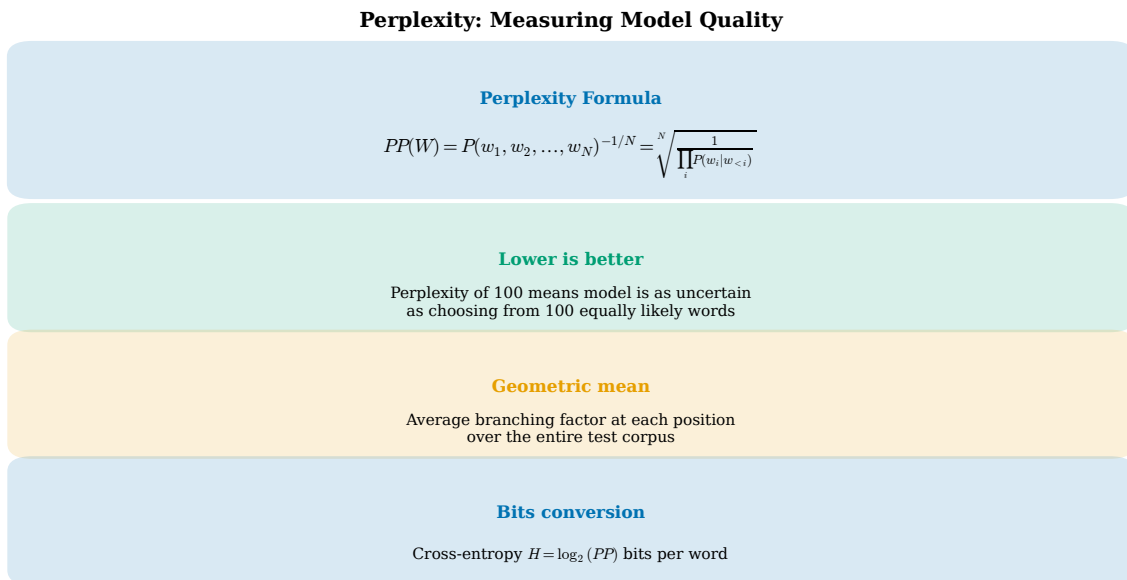 Perplexity: Measuring Model Quality
Perplexity Formula
PP(W) = P(w_1, w_2, ..., w_N)^{-1/N} = \sqrt[N]{\frac{1}{\prod_i P(w_i|w_{<i})}}
Lower is better
Perplexity of 100 means model is as uncertain
as choosing from 100 equally likely words
Geometric mean
Average branching factor at each position
over the entire test corpus
Bits conversion
Cross-entropy H = log_2 (PP) bits per word